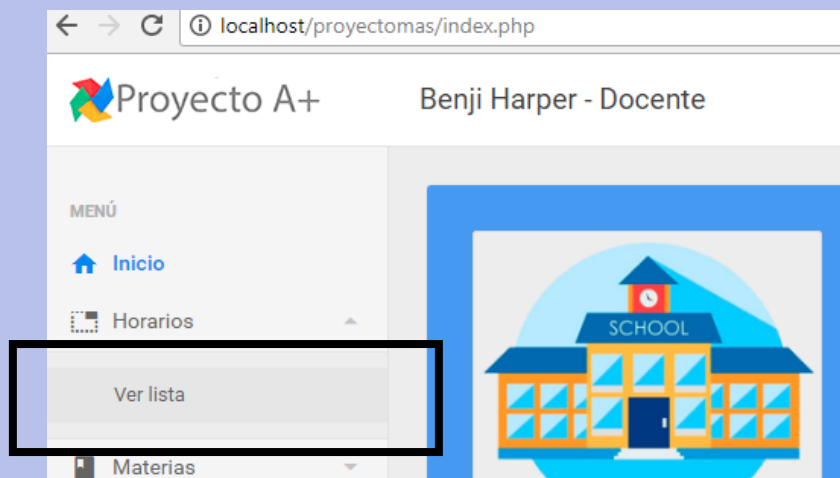 localhost/proyectomas/index.php
Proyecto A+
Benji Harper - Docente
MENÚ
Inicio
Horarios
SCHOOL
Ver lista
Materias